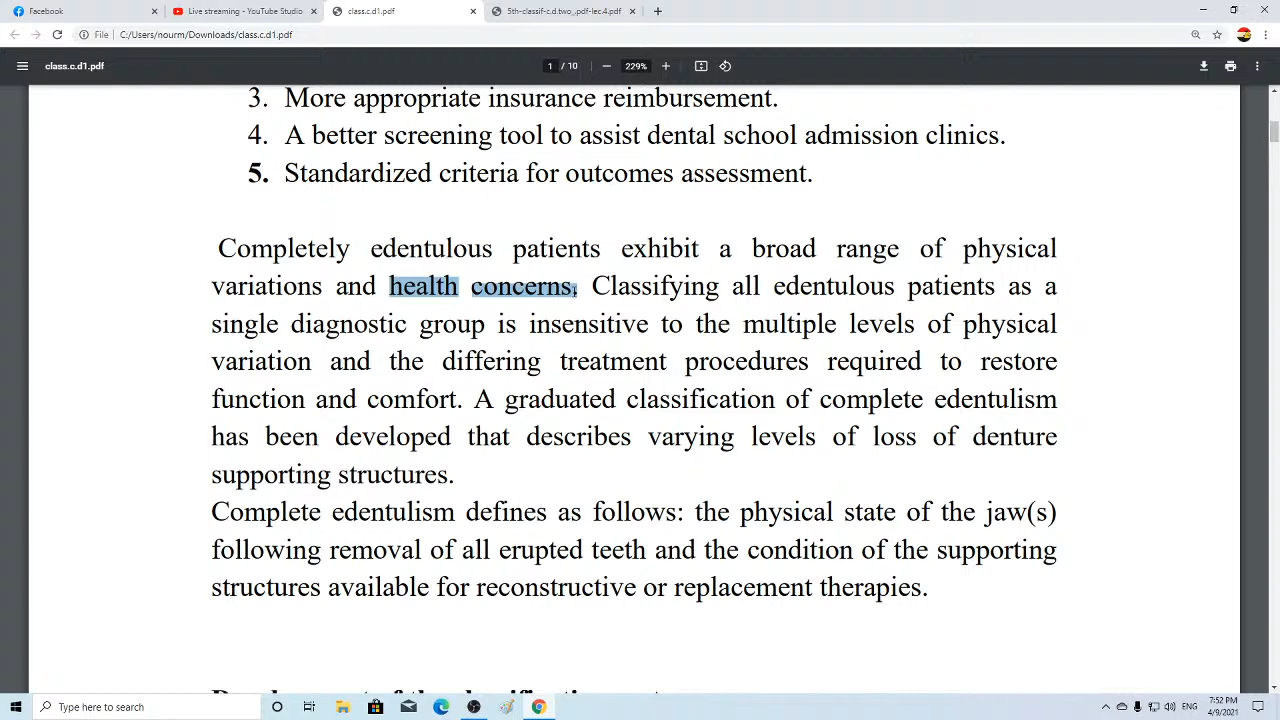 Facebook
Live streaming - YouTube Studio
class.c.d1.pdf
5th-classif-c.d.two_.pdf-lec.4.pdf
File C:/Users/nourm/Downloads/class.c.d1.pdf
class.c.d1.pdf
1 / 10
229%
3. More appropriate insurance reimbursement.
4. A better screening tool to assist dental school admission clinics.
5. Standardized criteria for outcomes assessment.
Completely edentulous patients exhibit a broad range of physical
variations and health concerns, Classifying all edentulous patients as a
single diagnostic group is insensitive to the multiple levels of physical
variation and the differing treatment procedures required to restore
function and comfort. A graduated classification of complete edentulism
has been developed that describes varying levels of loss of denture
supporting structures.
Complete edentulism defines as follows: the physical state of the jaw(s)
following removal of all erupted teeth and the condition of the supporting
structures available for reconstructive or replacement therapies.
Type here to search
ENG
7:52 PM
4/9/2021